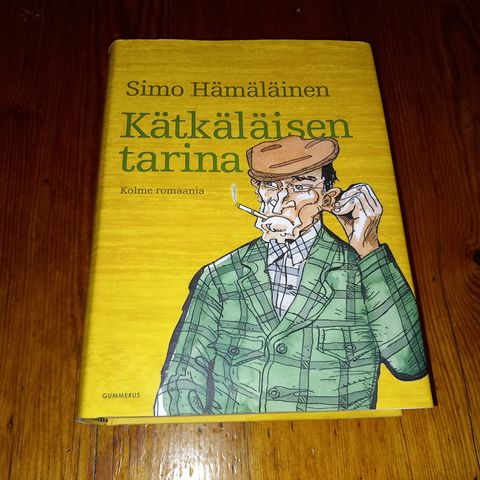 Simo Hämäläinen
Kätkäläisen
tarina
Kolme romaania
GUMMERUS